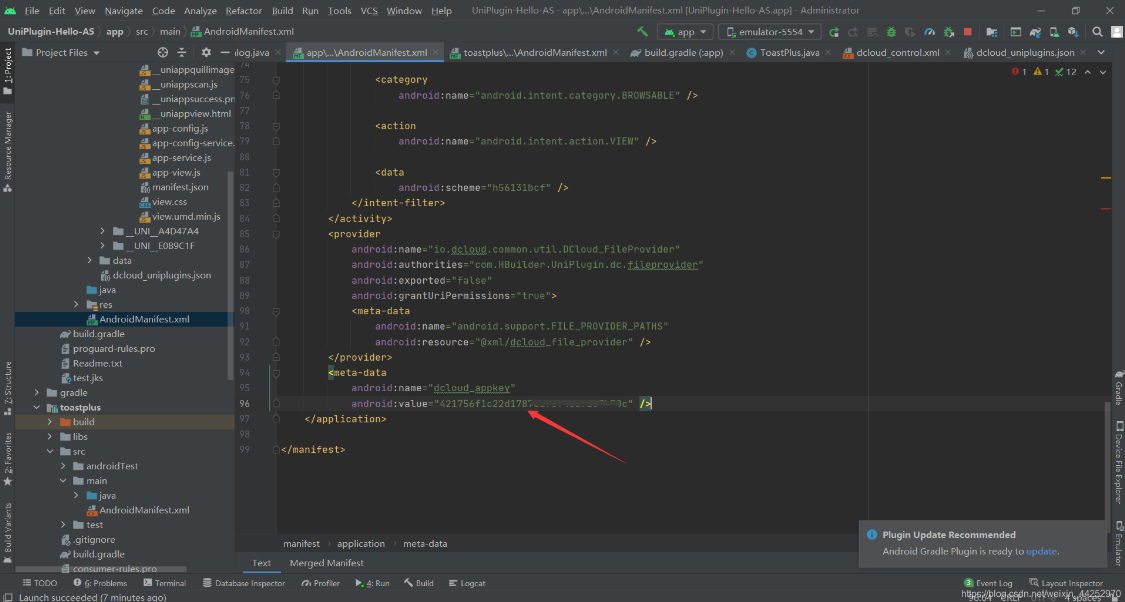 File Edit View Navigate Code Analyze Refactor Build Run Tools VCS Window Help UniPlugin-Hello-AS - app\...\AndroidManifest.xml [UniPlugin-Hello-AS.app] - Administrator
UniPlugin-Hello-AS app src main AndroidManifest.xml app emulator-5554
Project Files log.java app\...\AndroidManifest.xml toastplus\...\AndroidManifest.xml build.gradle (:app) ToastPlus.java dcloud_control.xml dcloud_uniplugins.json
1: Project
Resource Manager
2: Structure
2: Favorites
Build Variants
__uniappquillimage
__uniappscan.js
__uniappsuccess.pn
__uniappview.html
app-config.js
app-config-service.
app-service.js
app-view.js
manifest.json
view.css
view.umd.min.js
__UNI__A4D47A4
__UNI__E0B9C1F
data
dcloud_uniplugins.json
java
res
AndroidManifest.xml
build.gradle
proguard-rules.pro
Readme.txt
test.jks
gradle
toastplus
build
libs
src
androidTest
main
java
AndroidManifest.xml
test
.gitignore
build.gradle
consumer-rules.pro
1 1 12
74
75 <category
76 android:name="android.intent.category.BROWSABLE" />
77
78 <action
79 android:name="android.intent.action.VIEW" />
80
81 <data
82 android:scheme="h56131bcf" />
83 </intent-filter>
84 </activity>
85 <provider
86 android:name="io.dcloud.common.util.DCloud_FileProvider"
87 android:authorities="com.HBuilder.UniPlugin.dc.fileprovider"
88 android:exported="false"
89 android:grantUriPermissions="true">
90 <meta-data
91 android:name="android.support.FILE_PROVIDER_PATHS"
92 android:resource="@xml/dcloud_file_provider" />
93 </provider>
94 <meta-data
95 android:name="dcloud_appkey"
96 android:value="421756f1c22d178 c" />
97 </application>
98
99 </manifest>
manifest application meta-data
Text Merged Manifest
Plugin Update Recommended
Android Gradle Plugin is ready to update.
Gradle
Device File Explorer
Emulator
TODO 6: Problems Terminal Database Inspector Profiler 4: Run Build Logcat 3 Event Log Layout Inspector
Launch succeeded (7 minutes ago) 4 spaces
https://blog.csdn.net/weixin_44252970